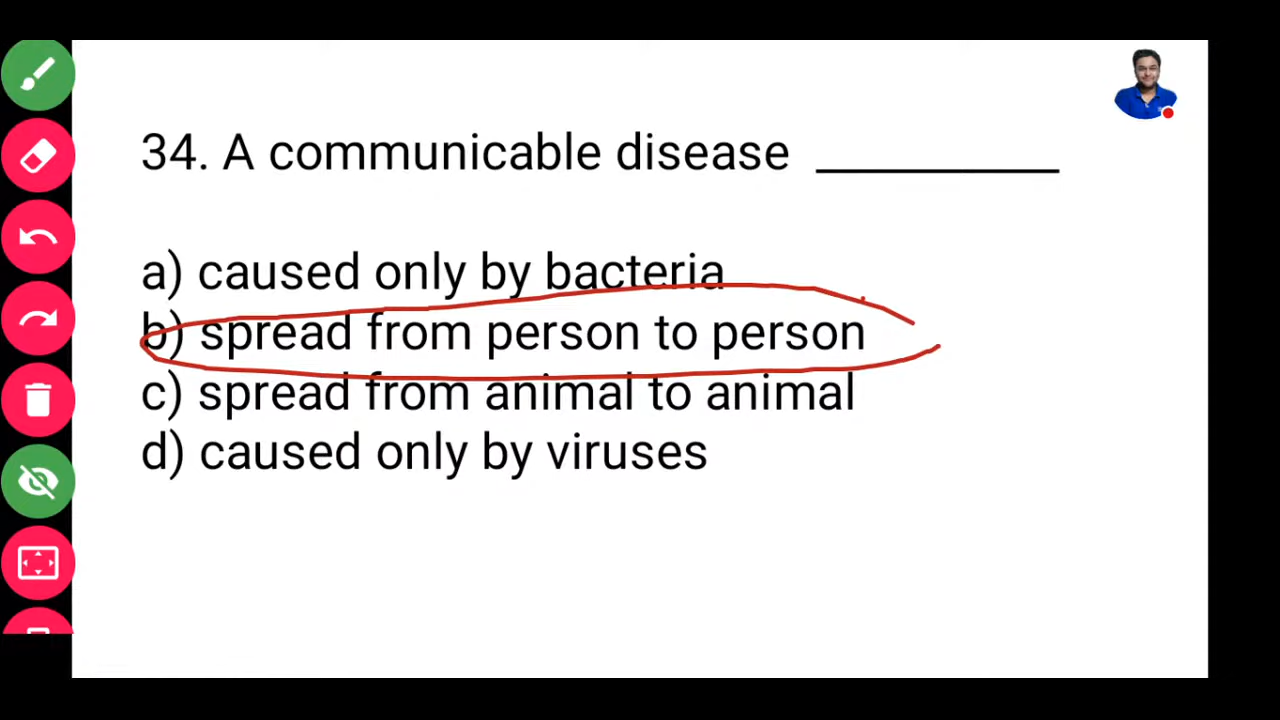 34. A communicable disease __________
a) caused only by bacteria
b) spread from person to person
c) spread from animal to animal
d) caused only by viruses